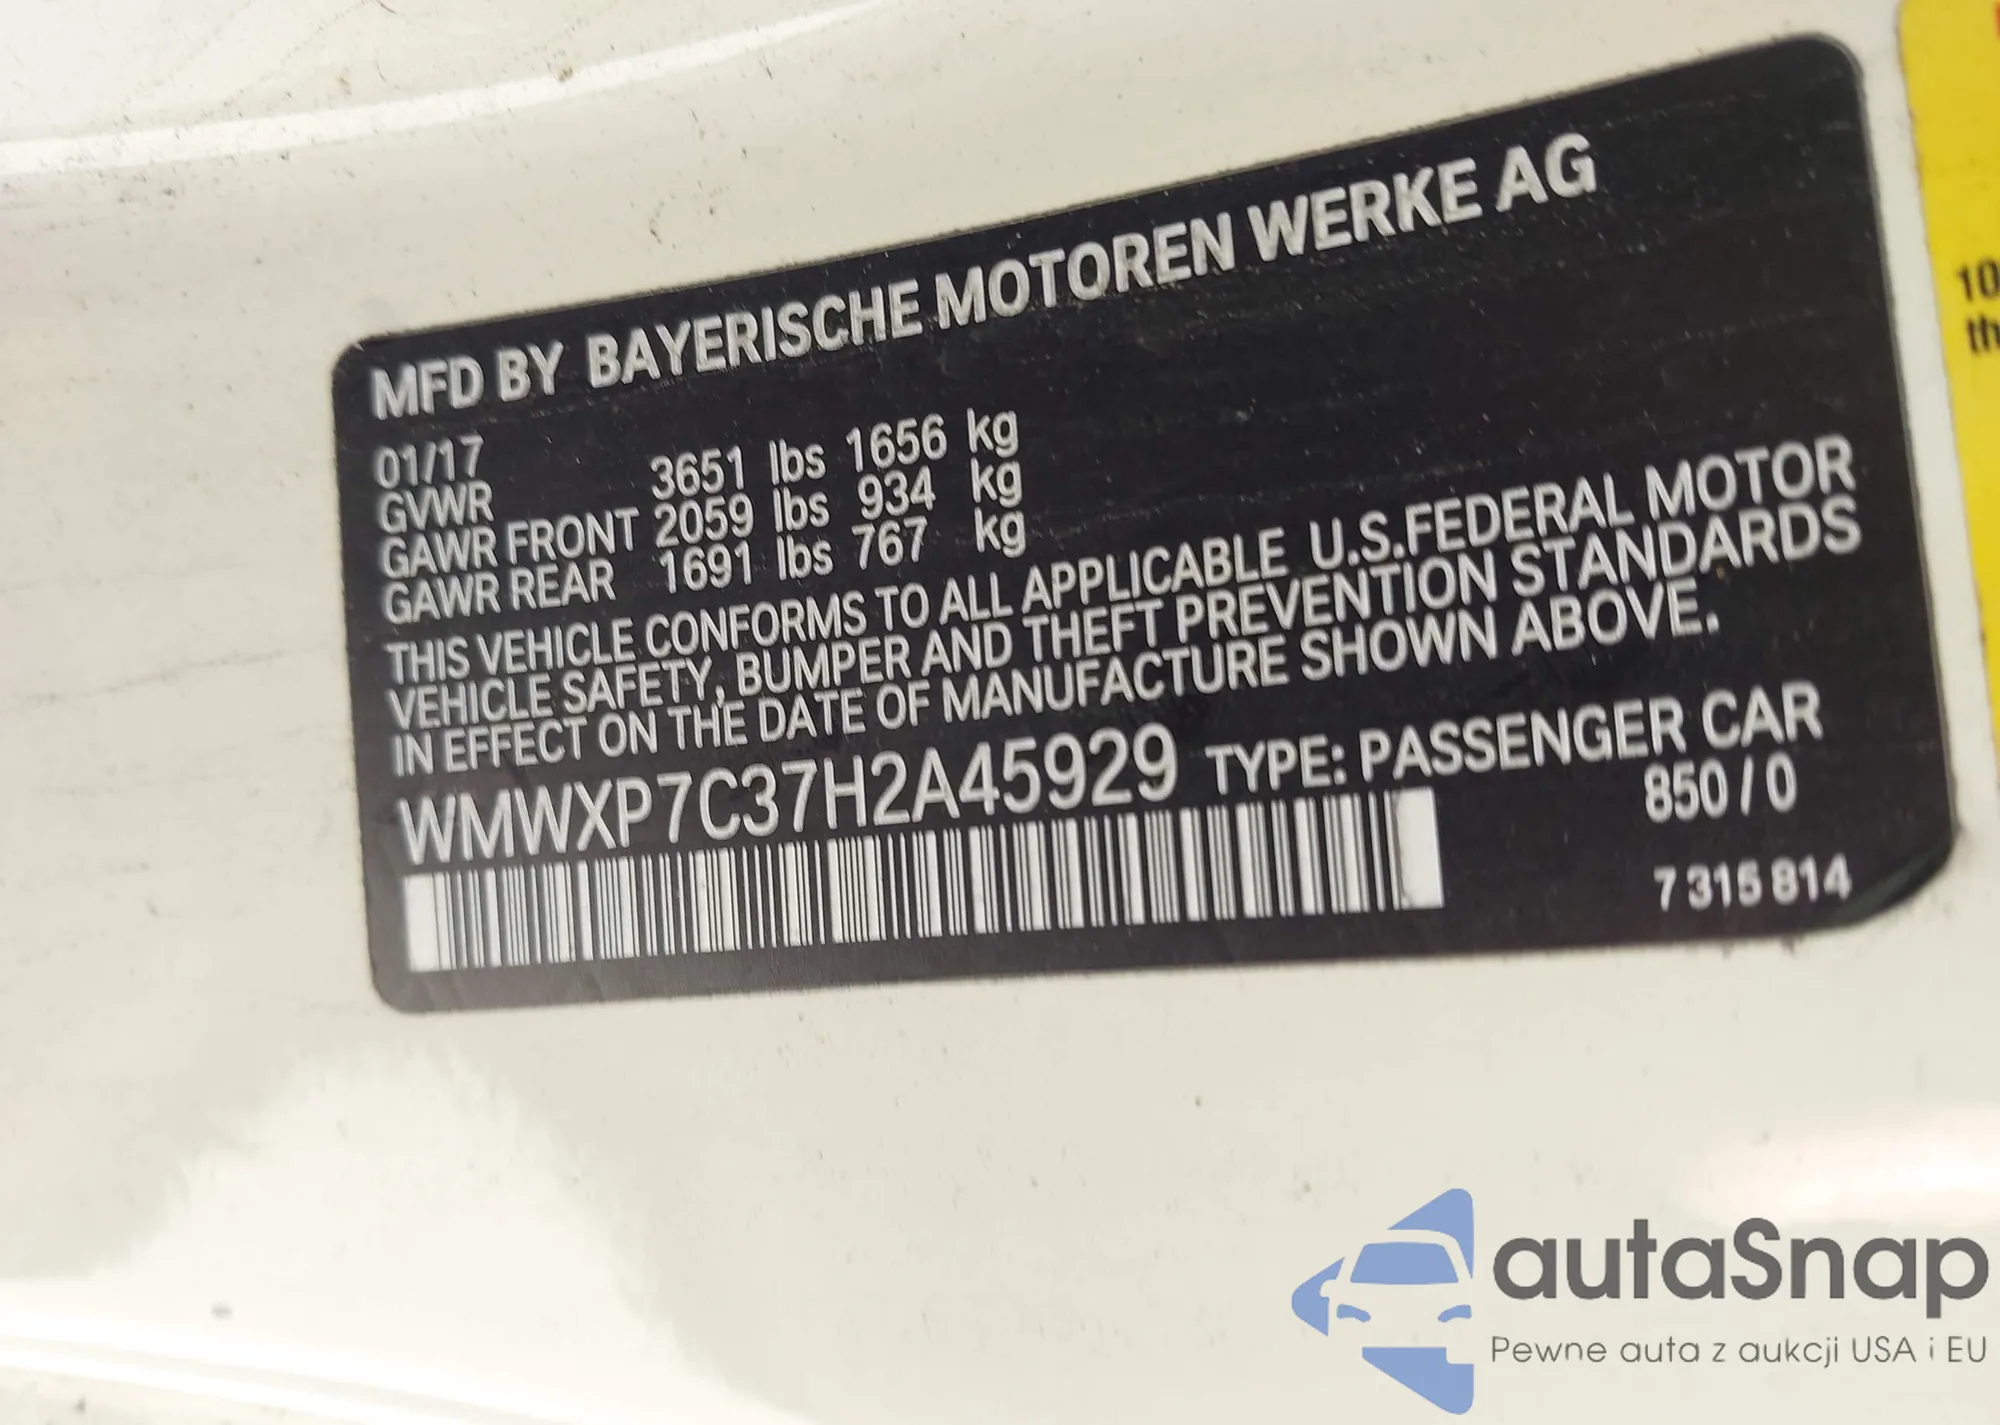 MFD BY BAYERISCHE MOTOREN WERKE AG
01/17
GVWR 3651 lbs 1656 kg
GAWR FRONT 2059 lbs 934 kg
GAWR REAR 1691 lbs 767 kg
THIS VEHICLE CONFORMS TO ALL APPLICABLE U.S.FEDERAL MOTOR
VEHICLE SAFETY, BUMPER AND THEFT PREVENTION STANDARDS
IN EFFECT ON THE DATE OF MANUFACTURE SHOWN ABOVE.
WMWXP7C37H2A45929 TYPE: PASSENGER CAR
850/0
7 315 814
10
th
autaSnap
Pewne auta z aukcji USA i EU